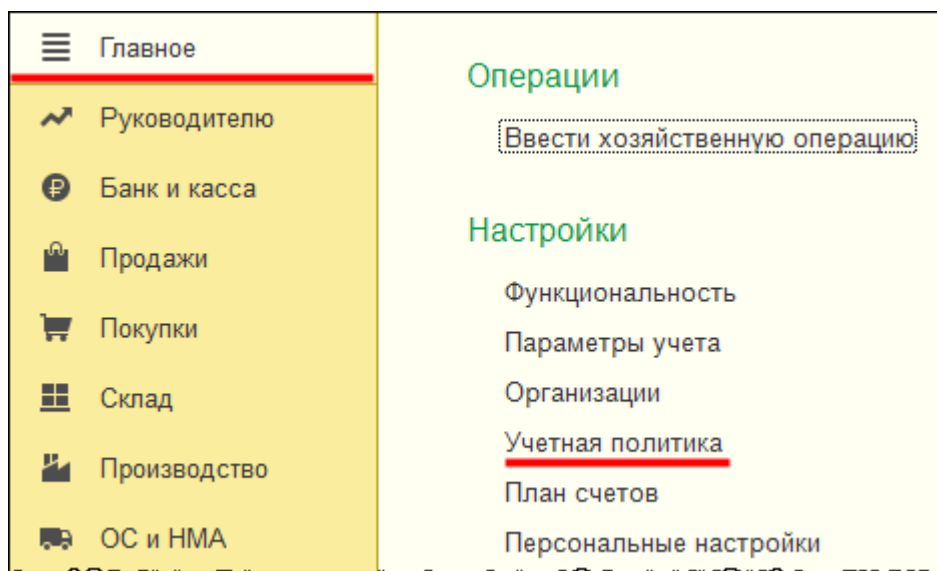 Главное
Руководителю
Банк и касса
Продажи
Покупки
Склад
Производство
ОС и НМА
Операции
Ввести хозяйственную операцию
Настройки
Функциональность
Параметры учета
Организации
Учетная политика
План счетов
Персональные настройки